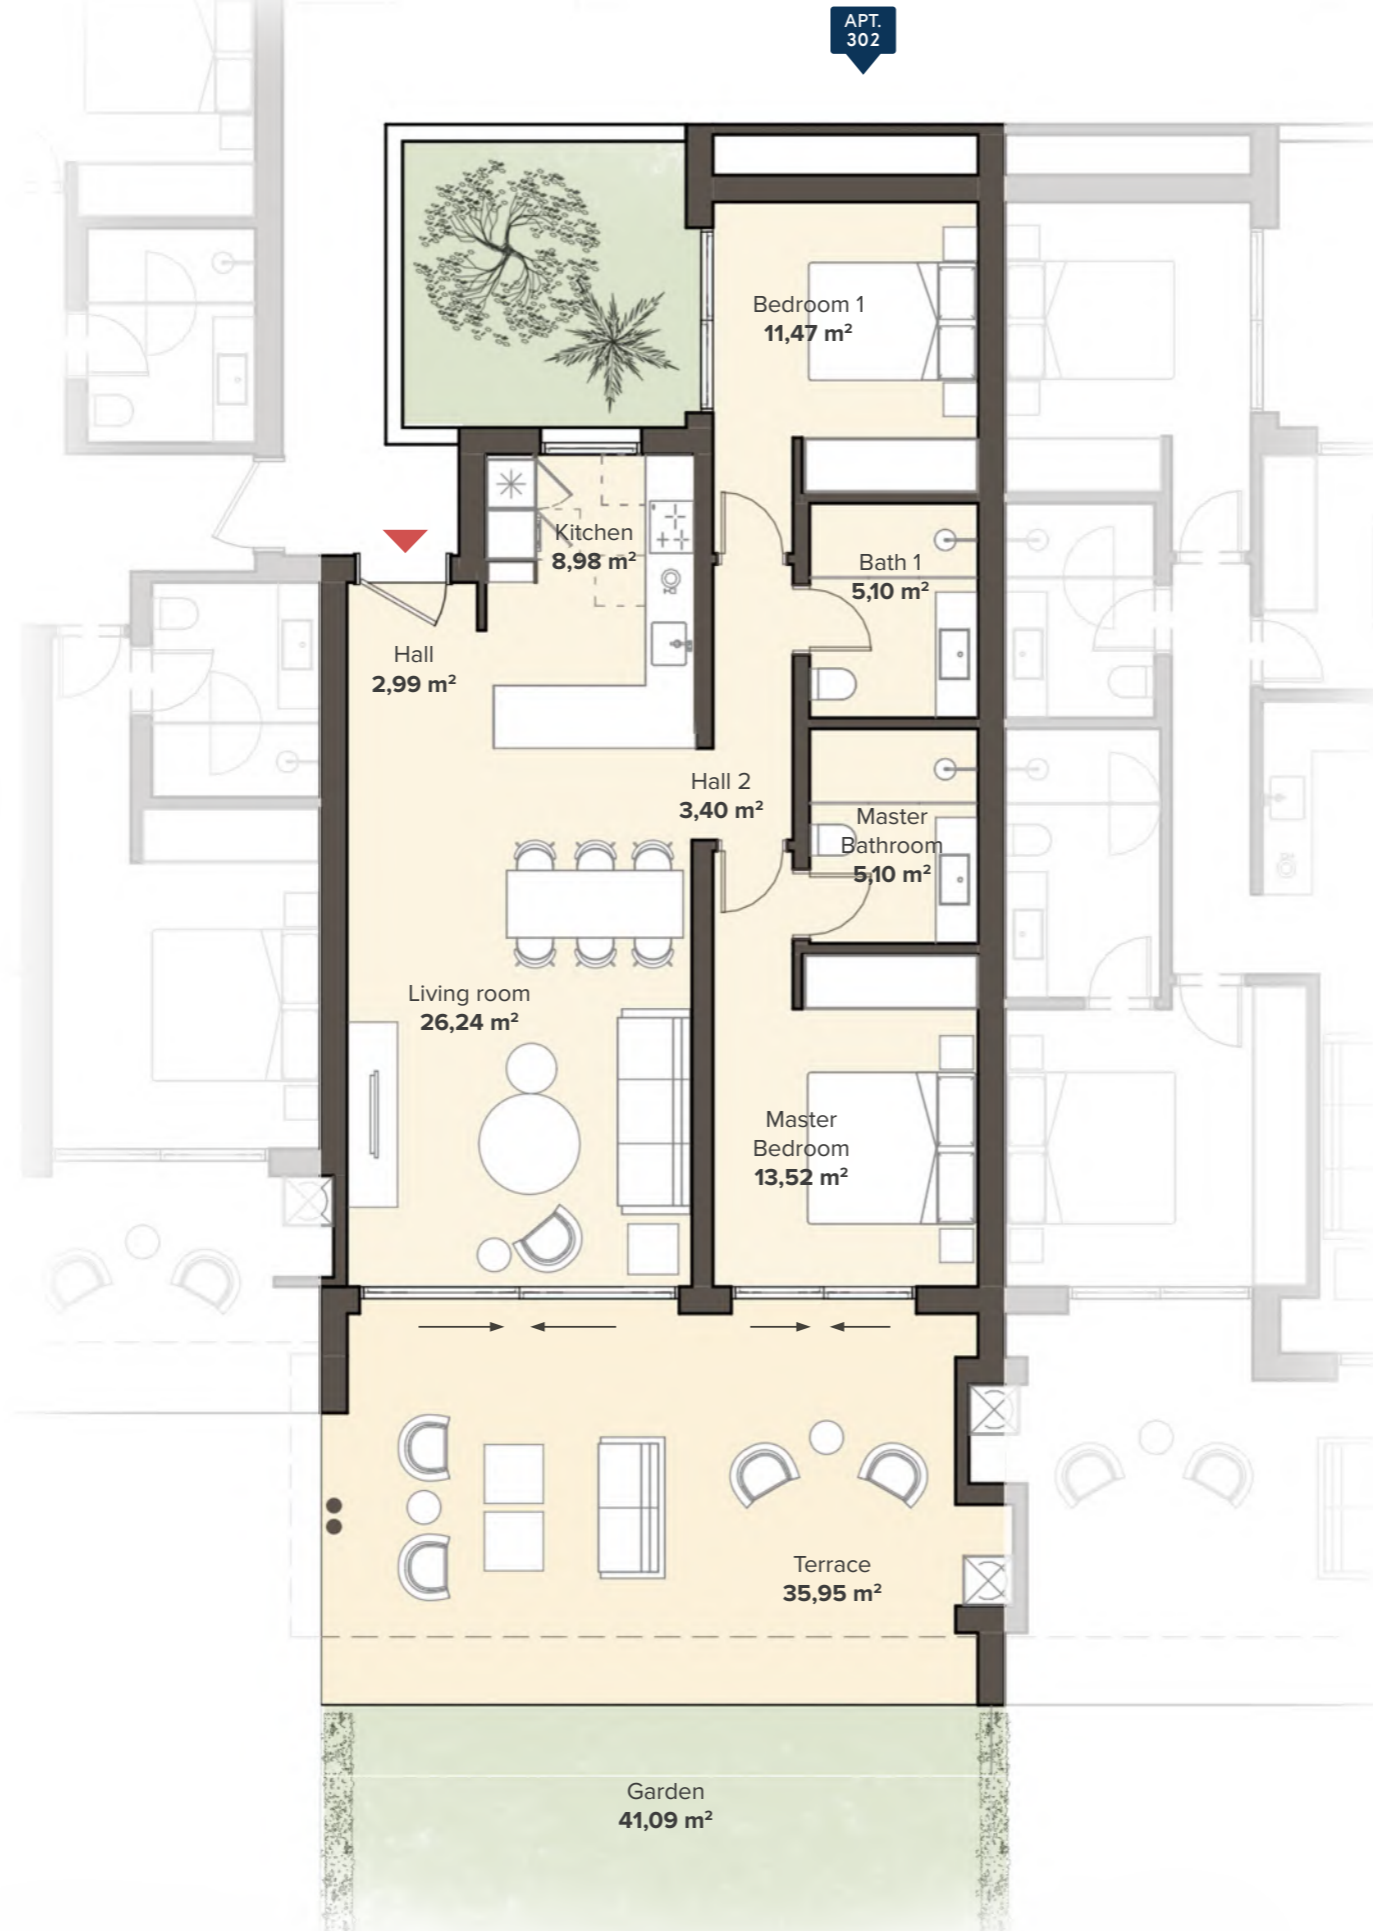 APT.
302
Bedroom 1
11,47 m²
Kitchen
8,98 m²
Bath 1
5,10 m²
Hall
2,99 m²
Hall 2
3,40 m²
Master
Bathroom
5,10 m²
Living room
26,24 m²
Master
Bedroom
13,52 m²
Terrace
35,95 m²
Garden
41,09 m²